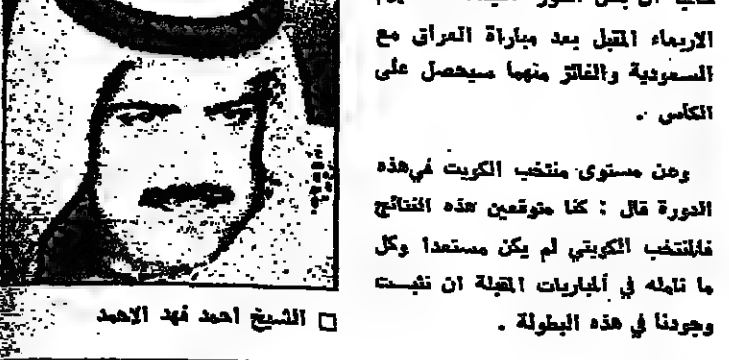 الاربعاء المقبل بعد مباراة العراق مع
السعودية والفائز منهما سيحصل على
الكأس .
وعن مستوى منتخب الكويت في هذه
الدورة قال : كنا متوقعين هذه النتائج
فالمنتخب الكويتي لم يكن مستعدا وكل
ما نامله في المباريات المقبلة ان نثبت
وجودنا في هذه البطولة .
□ الشيخ احمد فهد الاحمد